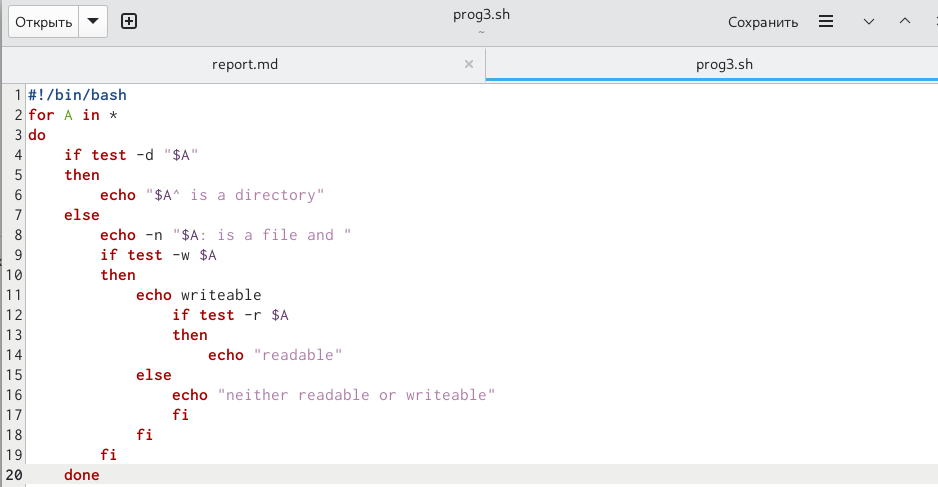 Открыть
prog3.sh
~
Сохранить
report.md
prog3.sh
1 #!/bin/bash
2 for A in *
3 do
4     if test -d "$A"
5     then
6         echo "$A^ is a directory"
7     else
8         echo -n "$A: is a file and "
9         if test -w $A
10         then
11             echo writeable
12                 if test -r $A
13                 then
14                     echo "readable"
15             else
16                 echo "neither readable or writeable"
17                 fi
18             fi
19         fi
20     done